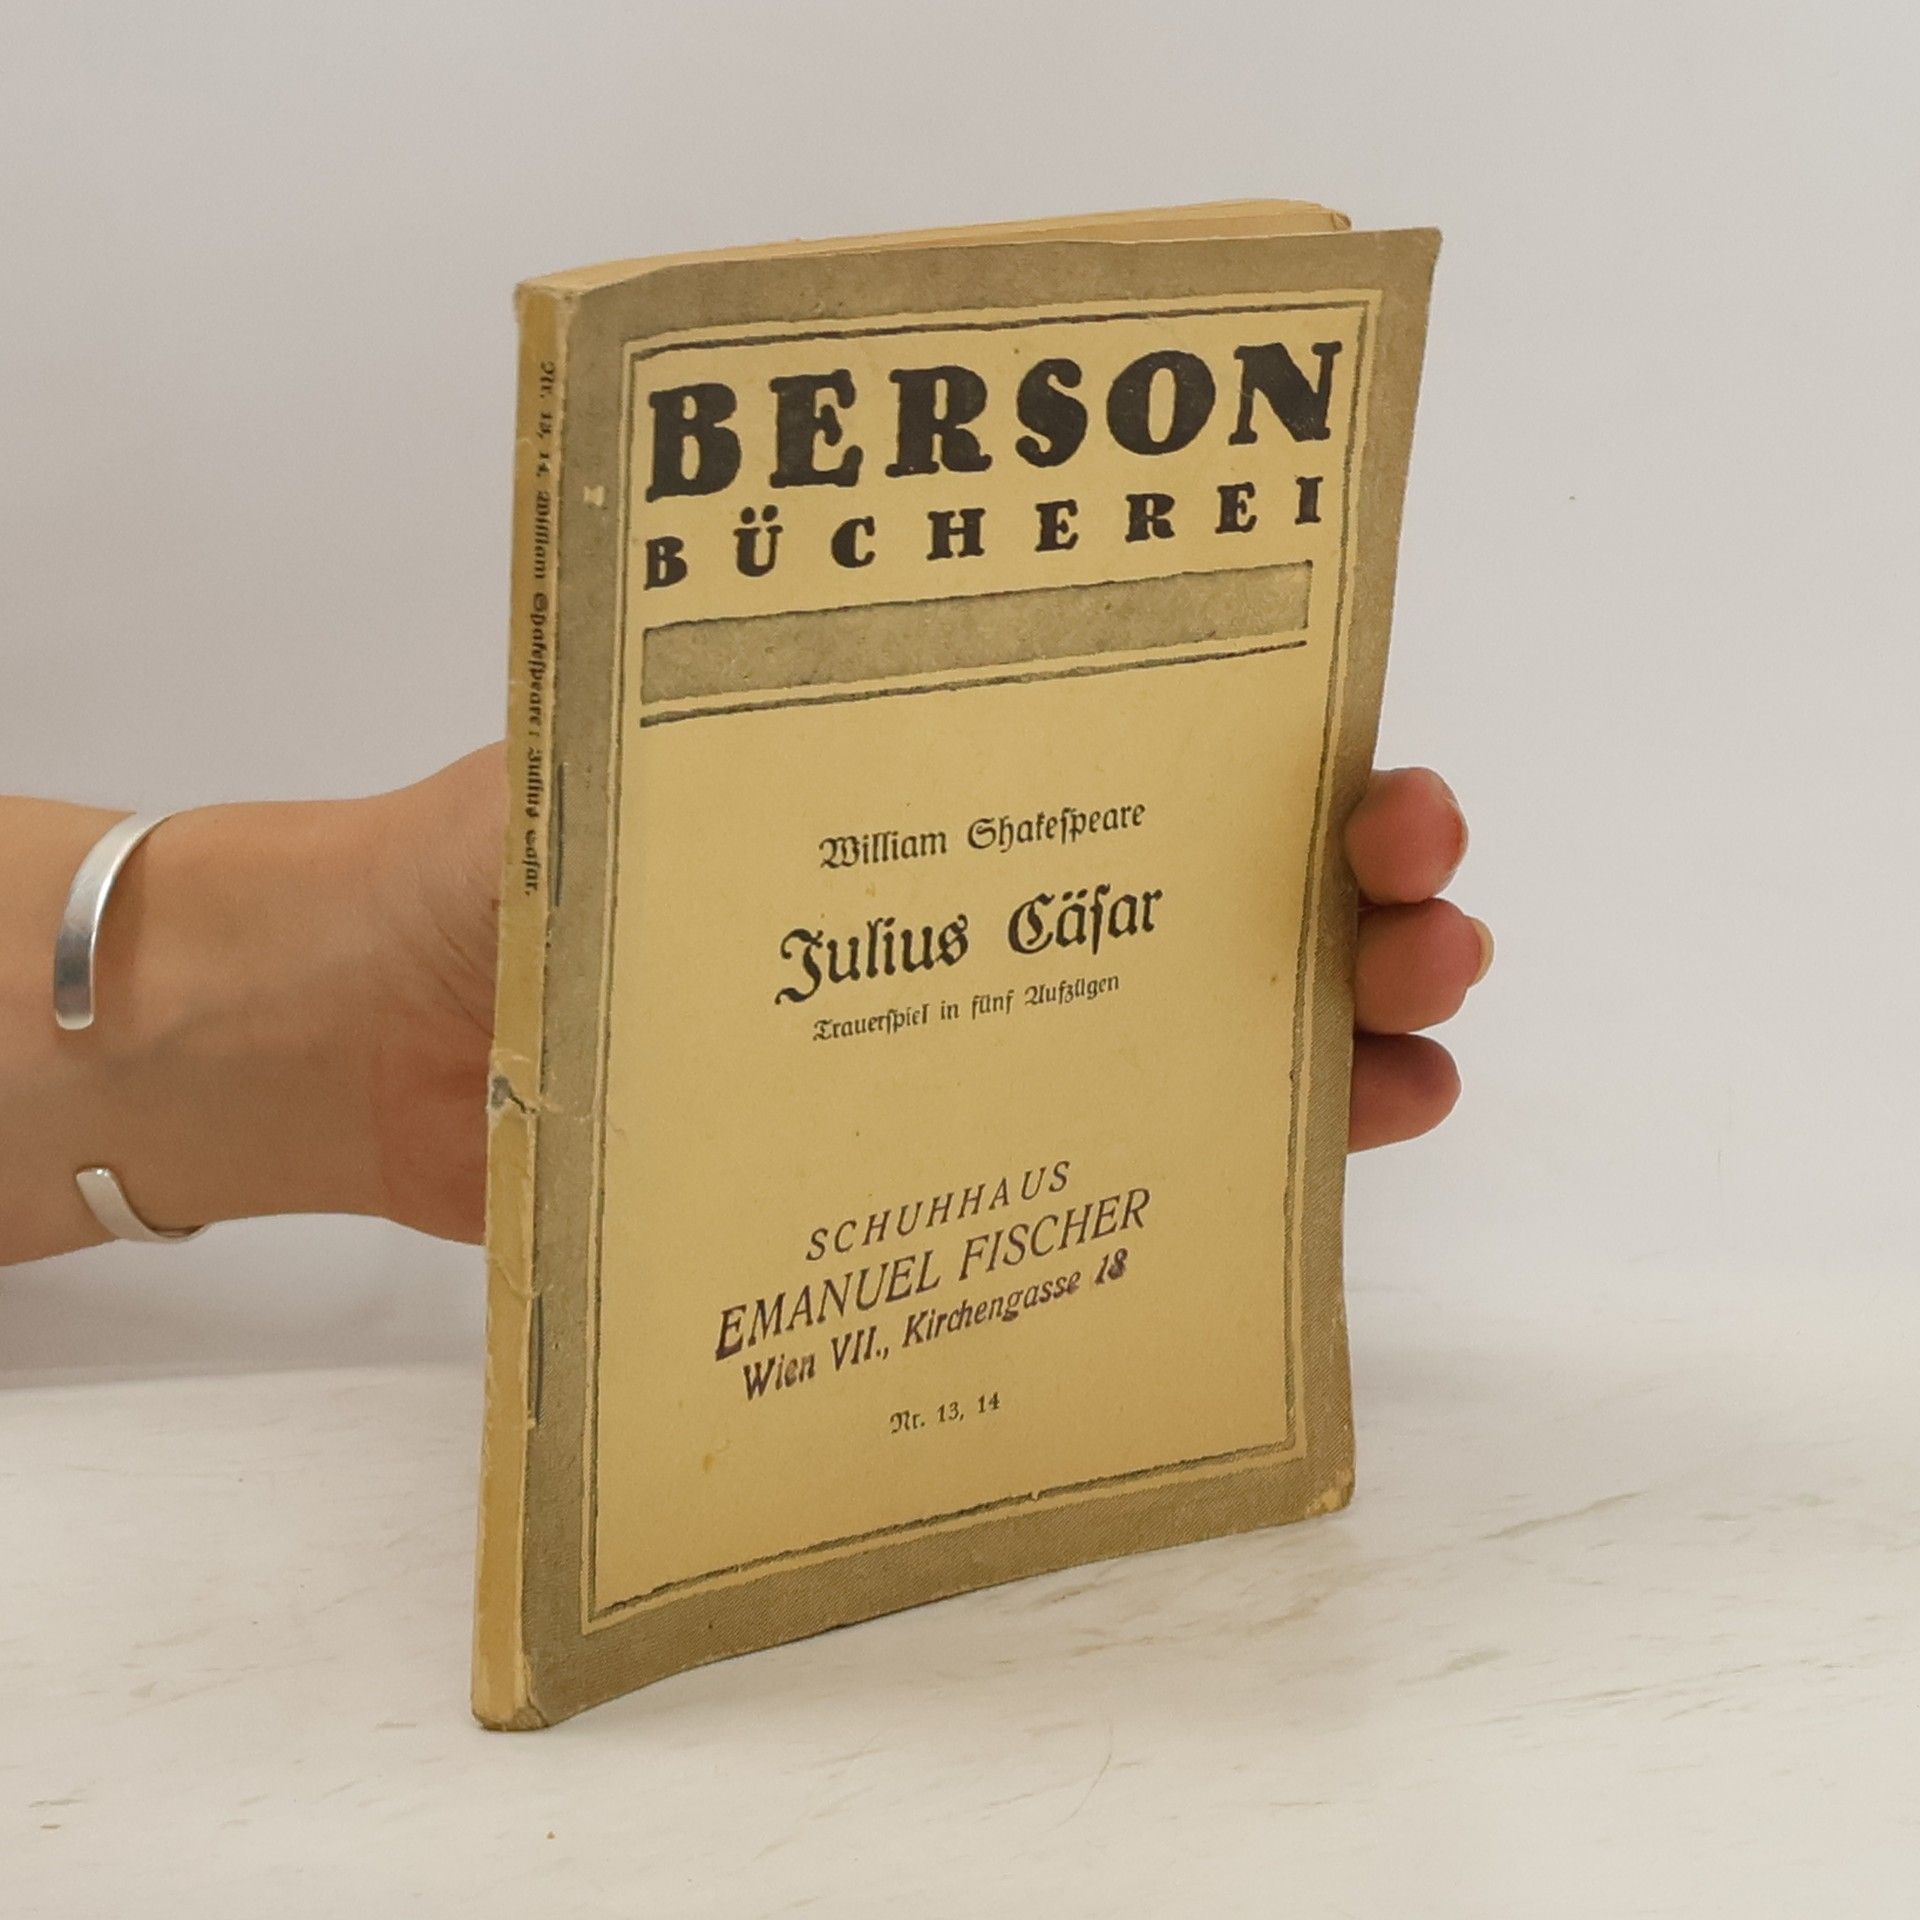 BERSON
BÜCHEREI
William Shakeſpeare
Julius Cäſar
Trauerſpiel in fünf Aufzügen
SCHUHHAUS
EMANUEL FISCHER
Wien VII., Kirchengasse 18
Nr. 13, 14
Nr. 13, 14. William Shakeſpeare: Julius Cäſar.